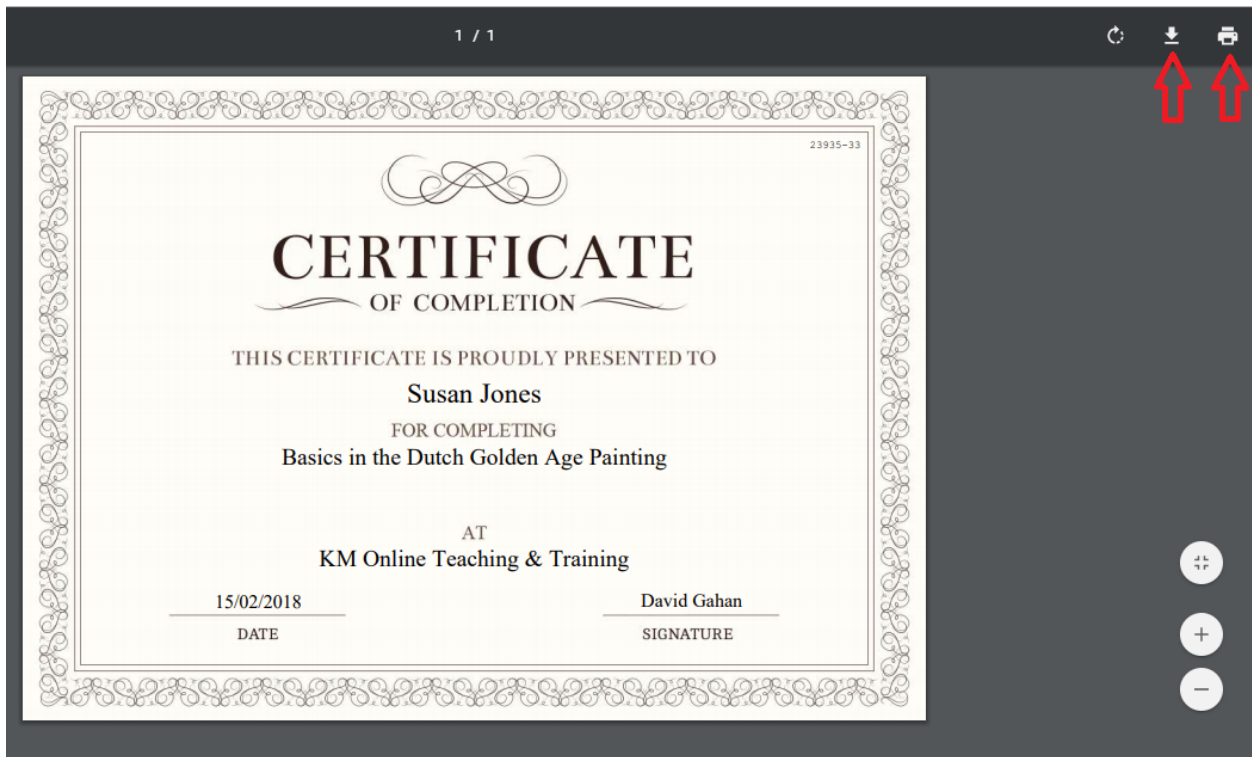 1 / 1
23935-33
CERTIFICATE
OF COMPLETION
THIS CERTIFICATE IS PROUDLY PRESENTED TO
Susan Jones
FOR COMPLETING
Basics in the Dutch Golden Age Painting
AT
KM Online Teaching & Training
15/02/2018
David Gahan
DATE
SIGNATURE